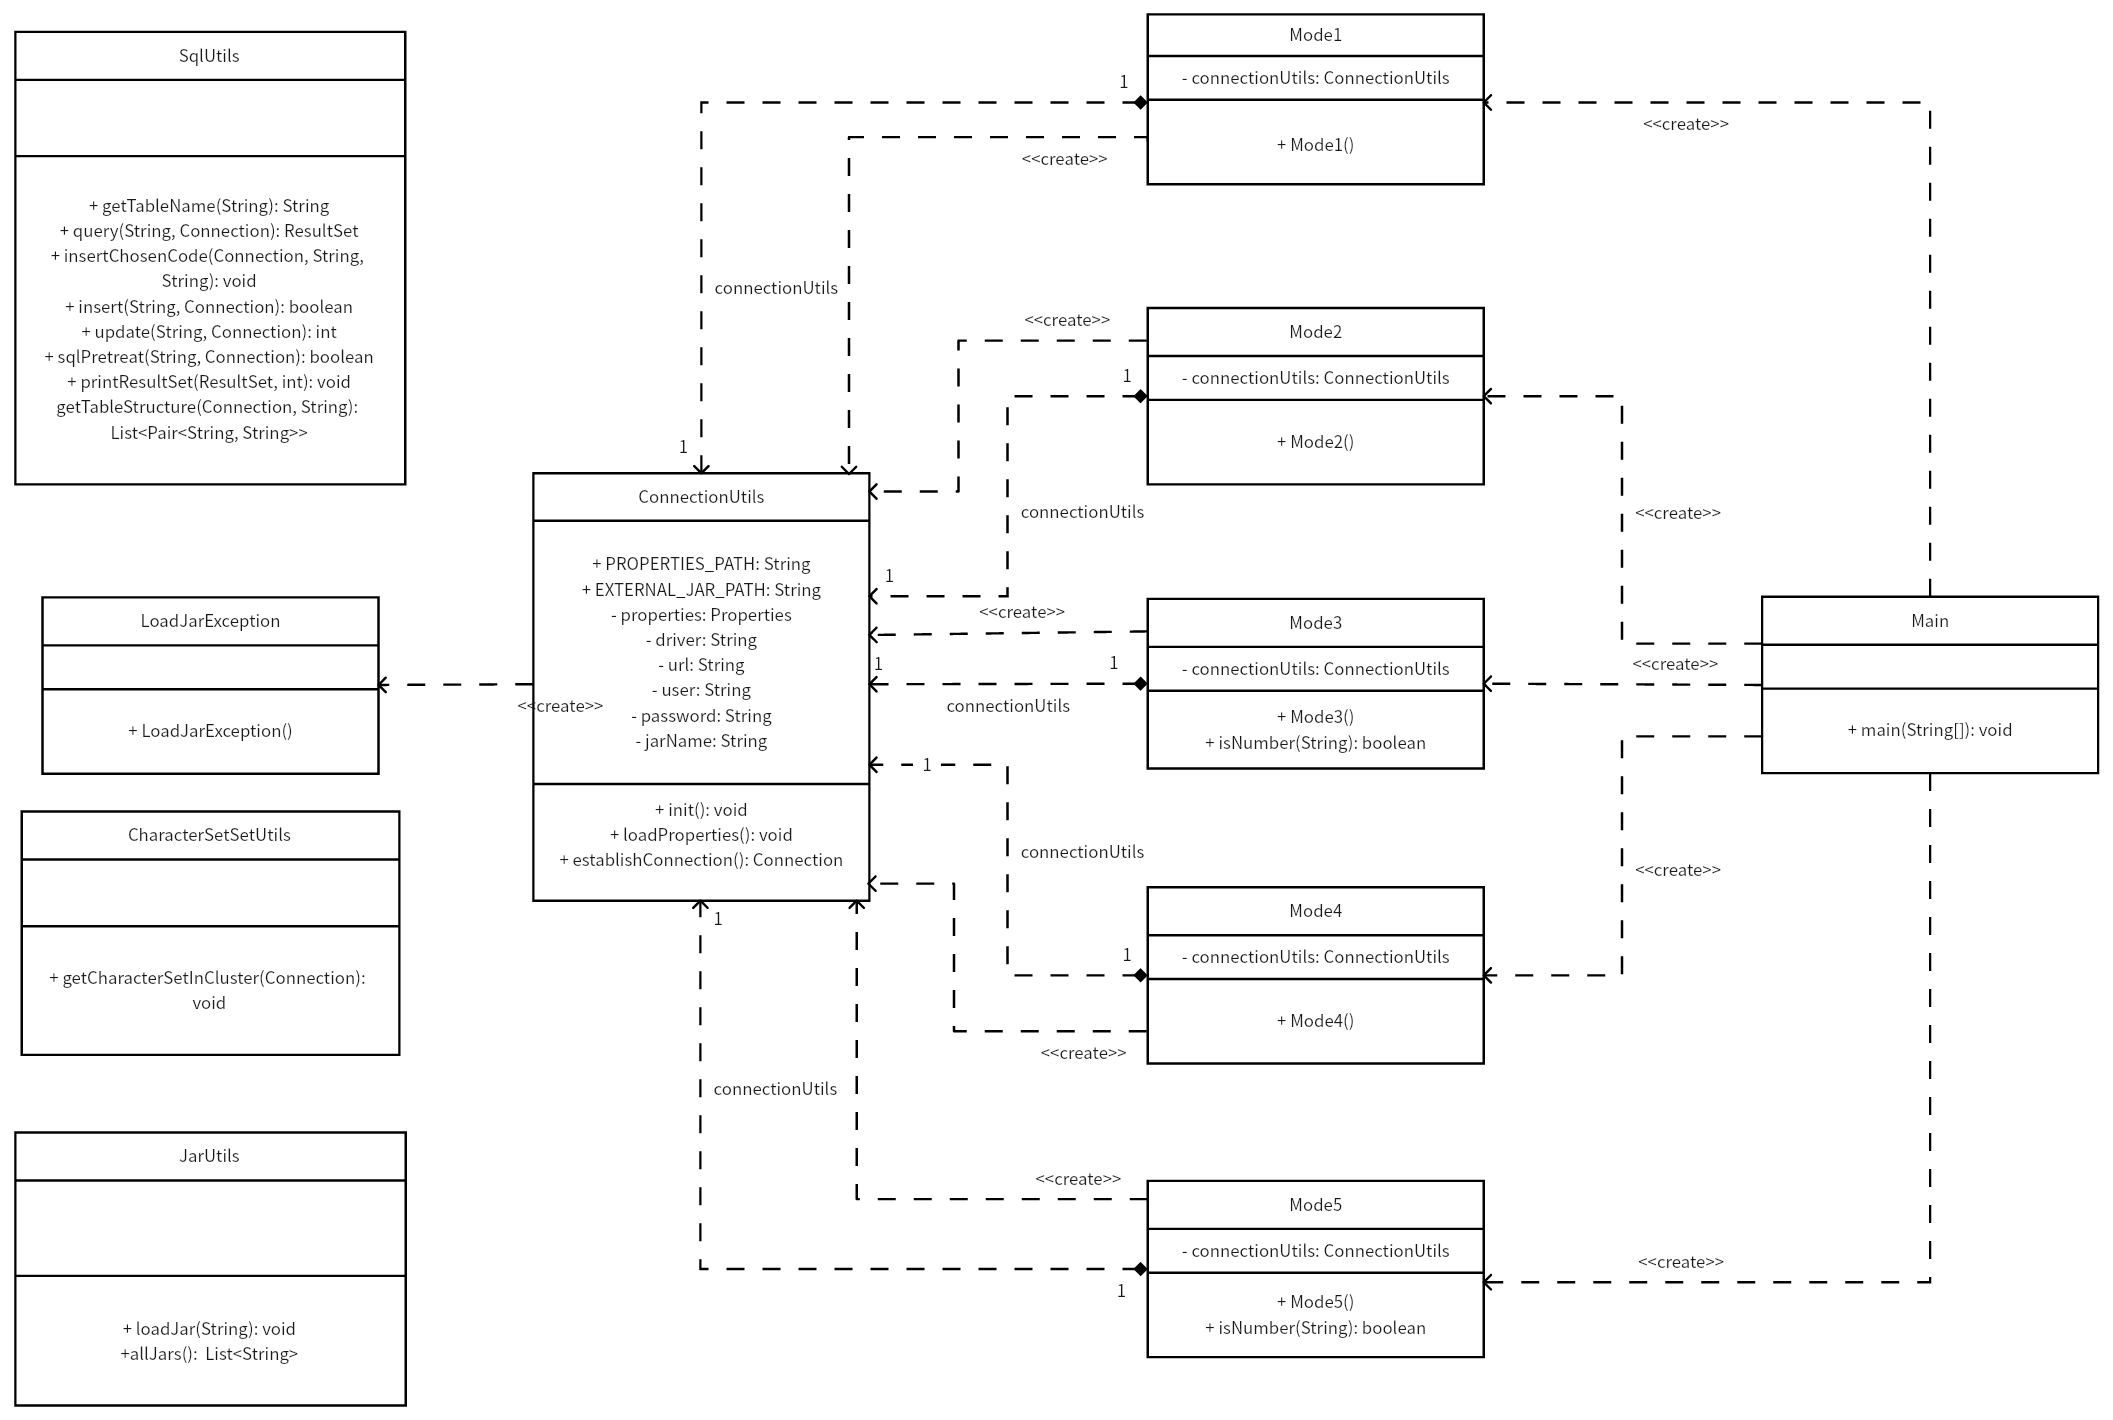 SqlUtils
+ getTableName(String): String
+ query(String, Connection): ResultSet
+ insertChosenCode(Connection, String,
String): void
+ insert(String, Connection): boolean
+ update(String, Connection): int
+ sqlPretreat(String, Connection): boolean
+ printResultSet(ResultSet, int): void
getTableStructure(Connection, String):
List<Pair<String, String>>
LoadJarException
+ LoadJarException()
CharacterSetSetUtils
+ getCharacterSetInCluster(Connection):
void
JarUtils
+ loadJar(String): void
+allJars():  List<String>
<<create>>
ConnectionUtils
+ PROPERTIES_PATH: String
+ EXTERNAL_JAR_PATH: String
- properties: Properties
- driver: String
- url: String
- user: String
- password: String
- jarName: String
+ init(): void
+ loadProperties(): void
+ establishConnection(): Connection
1
<<create>>
connectionUtils
1
<<create>>
1
connectionUtils
1
<<create>>
1
1
connectionUtils
1
connectionUtils
1
<<create>>
1
connectionUtils
<<create>>
1
Mode1
- connectionUtils: ConnectionUtils
+ Mode1()
Mode2
- connectionUtils: ConnectionUtils
+ Mode2()
Mode3
- connectionUtils: ConnectionUtils
+ Mode3()
+ isNumber(String): boolean
Mode4
- connectionUtils: ConnectionUtils
+ Mode4()
Mode5
- connectionUtils: ConnectionUtils
+ Mode5()
+ isNumber(String): boolean
<<create>>
<<create>>
<<create>>
<<create>>
<<create>>
Main
+ main(String[]): void